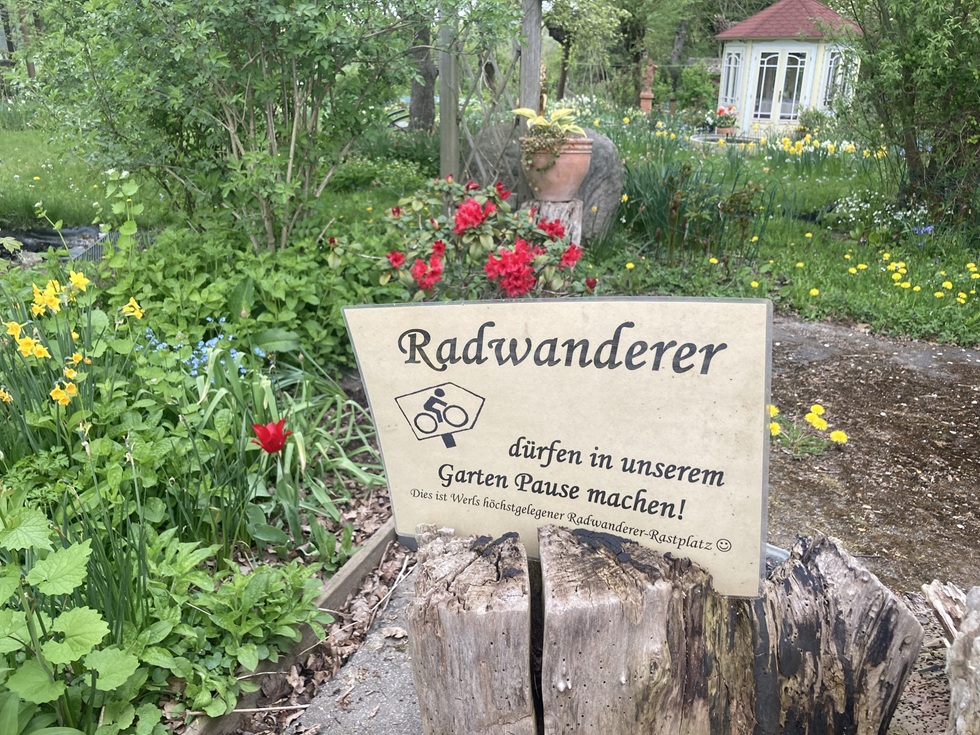 Radwanderer
dürfen in unserem
Garten Pause machen!
Dies ist Werls höchstgelegener Radwanderer-Rastplatz ☺